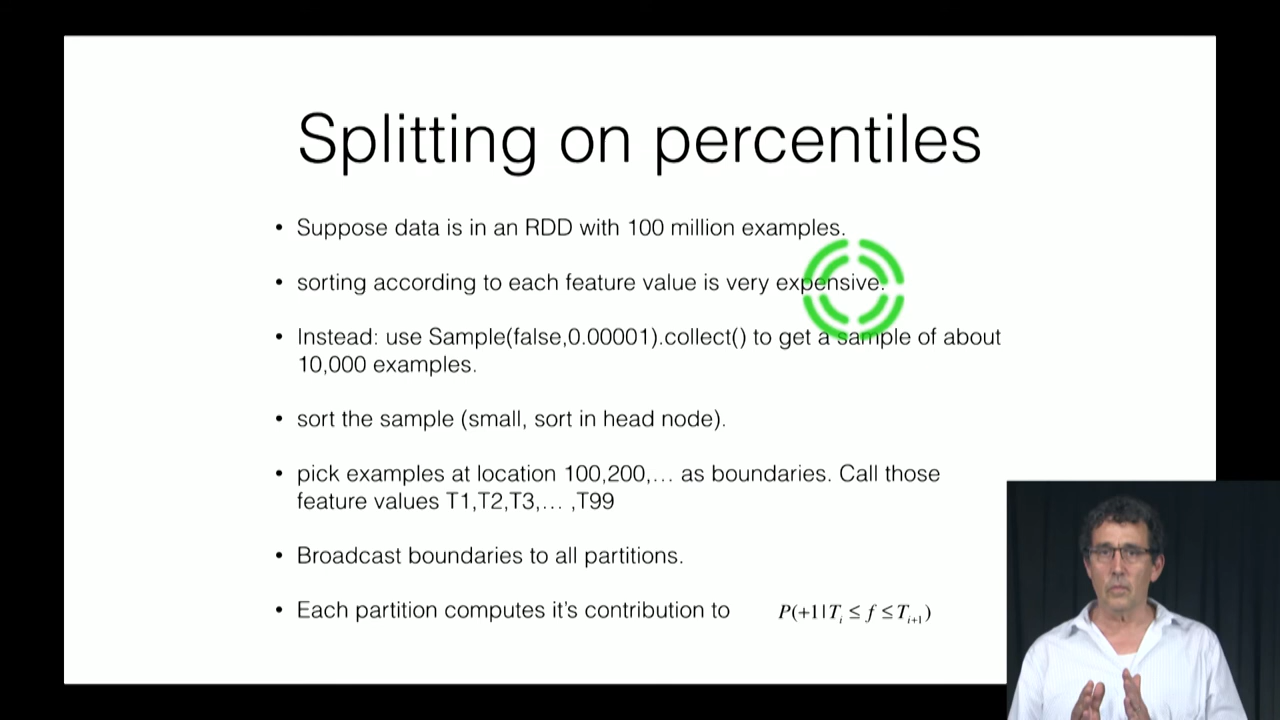 Splitting on percentiles
• Suppose data is in an RDD with 100 million examples.
• sorting according to each feature value is very expensive.
• Instead: use Sample(false,0.00001).collect() to get a sample of about
10,000 examples.
• sort the sample (small, sort in head node).
• pick examples at location 100,200,… as boundaries. Call those
feature values T1,T2,T3,… ,T99
• Broadcast boundaries to all partitions.
• Each partition computes it's contribution to P(+1|T_i ≤ f ≤ T_{i+1})